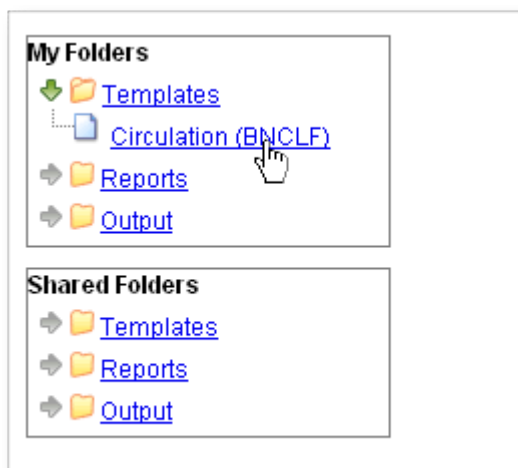 My Folders
Templates
Circulation (BNCLF)
Reports
Output
Shared Folders
Templates
Reports
Output